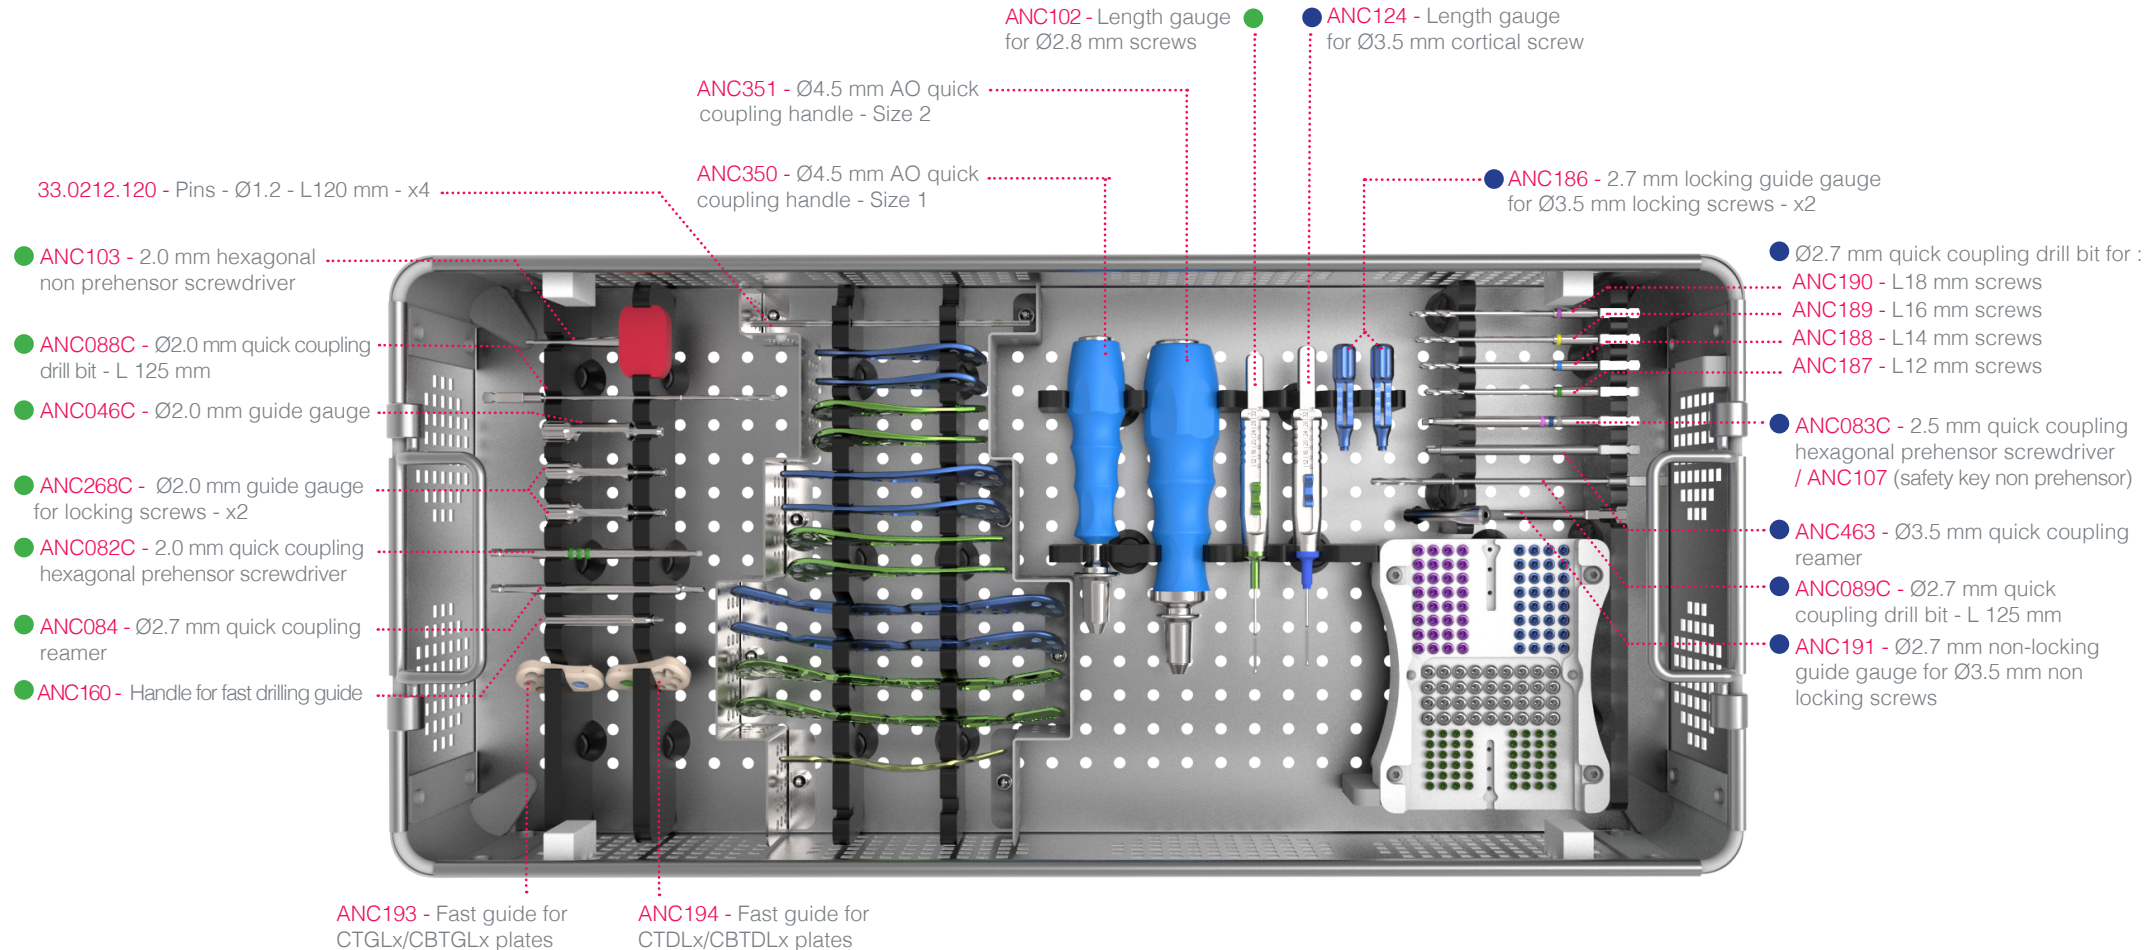 ANC102 - Length gauge
for Ø2.8 mm screws
ANC124 - Length gauge
for Ø3.5 mm cortical screw
ANC351 - Ø4.5 mm AO quick
coupling handle - Size 2
ANC350 - Ø4.5 mm AO quick
coupling handle - Size 1
33.0212.120 - Pins - Ø1.2 - L120 mm - x4
ANC186 - 2.7 mm locking guide gauge
for Ø3.5 mm locking screws - x2
ANC103 - 2.0 mm hexagonal
non prehensor screwdriver
ANC088C - Ø2.0 mm quick coupling
drill bit - L 125 mm
ANC046C - Ø2.0 mm guide gauge
ANC268C - Ø2.0 mm guide gauge
for locking screws - x2
ANC082C - 2.0 mm quick coupling
hexagonal prehensor screwdriver
ANC084 - Ø2.7 mm quick coupling
reamer
ANC160 - Handle for fast drilling guide
Ø2.7 mm quick coupling drill bit for :
ANC190 - L18 mm screws
ANC189 - L16 mm screws
ANC188 - L14 mm screws
ANC187 - L12 mm screws
ANC083C - 2.5 mm quick coupling
hexagonal prehensor screwdriver
/ ANC107 (safety key non prehensor)
ANC463 - Ø3.5 mm quick coupling
reamer
ANC089C - Ø2.7 mm quick
coupling drill bit - L 125 mm
ANC191 - Ø2.7 mm non-locking
guide gauge for Ø3.5 mm non
locking screws
ANC193 - Fast guide for
CTGLx/CBTGLx plates
ANC194 - Fast guide for
CTDLx/CBTDLx plates